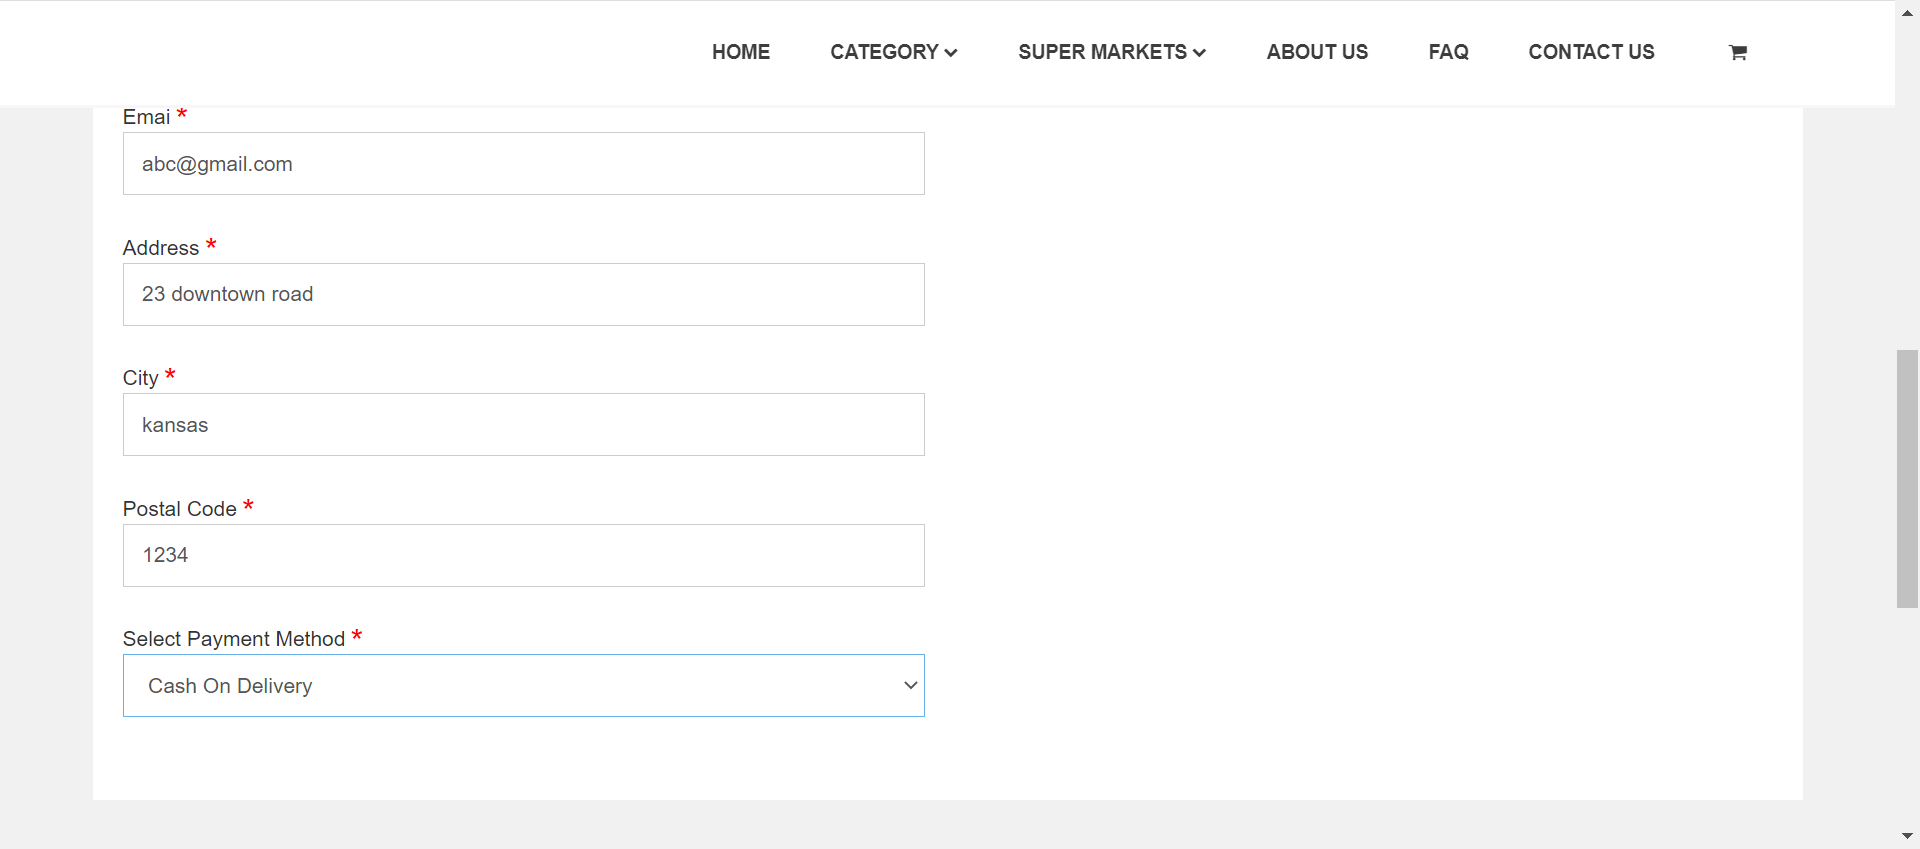 HOME CATEGORY SUPER MARKETS ABOUT US FAQ CONTACT US
Emai *
abc@gmail.com
Address *
23 downtown road
City *
kansas
Postal Code *
1234
Select Payment Method *
Cash On Delivery